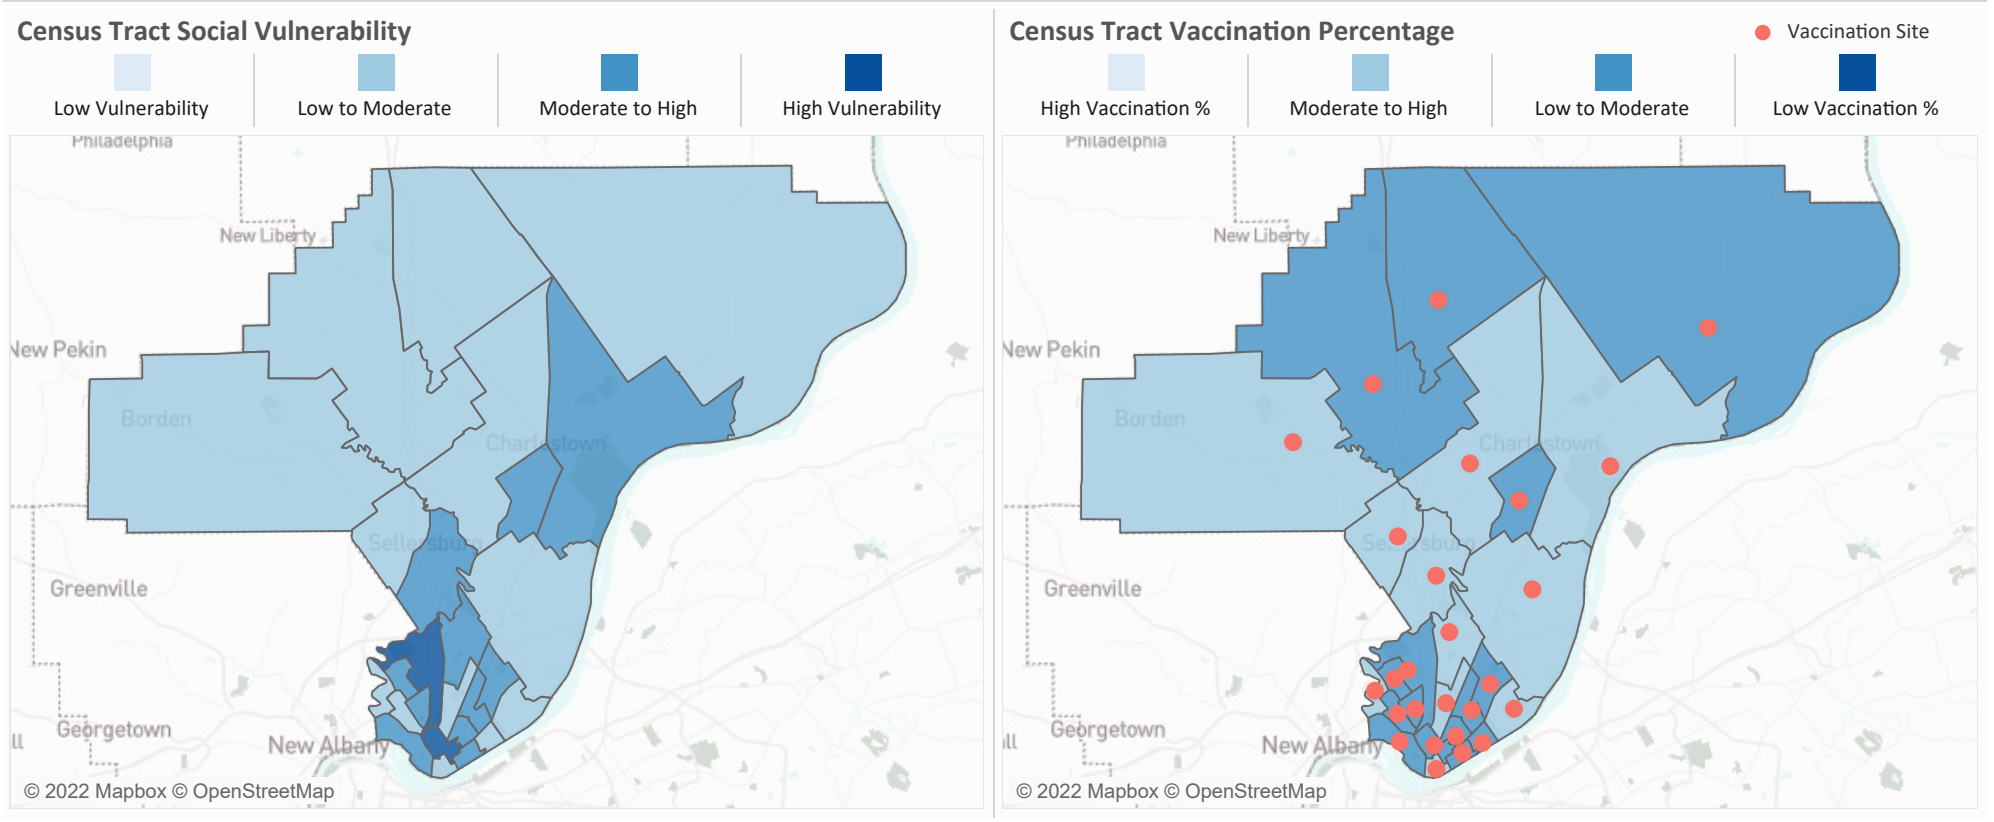 Census Tract Social Vulnerability
Low Vulnerability
Low to Moderate
Moderate to High
High Vulnerability
Philadelphia
New Liberty
New Pekin
Borden
Charlestown
Sellersburg
Greenville
Georgetown
ll
New Albany
© 2022 Mapbox © OpenStreetMap
Census Tract Vaccination Percentage
Vaccination Site
High Vaccination %
Moderate to High
Low to Moderate
Low Vaccination %
Philadelphia
New Liberty
New Pekin
Borden
Charlestown
Sellersburg
Greenville
Georgetown
ll
New Albany
© 2022 Mapbox © OpenStreetMap